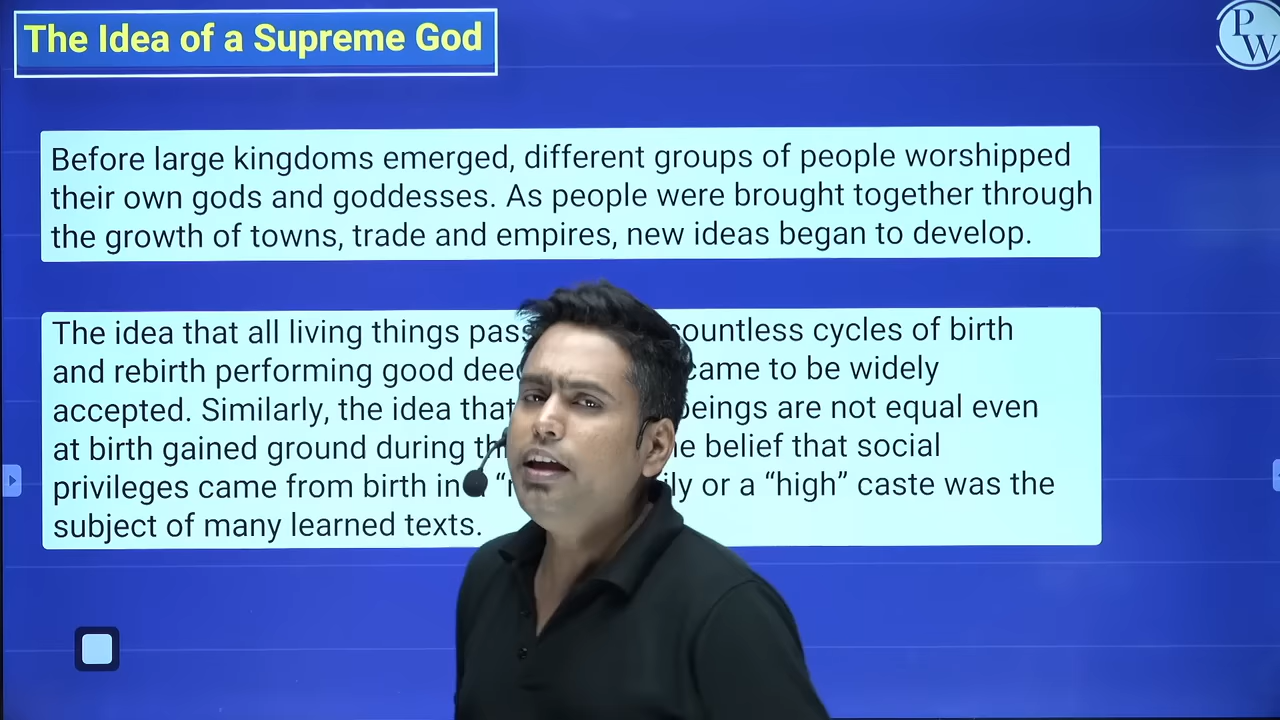 The Idea of a Supreme God
PW
Before large kingdoms emerged, different groups of people worshipped
their own gods and goddesses. As people were brought together through
the growth of towns, trade and empires, new ideas began to develop.
The idea that all living things pass countless cycles of birth
and rebirth performing good came to be widely
accepted. Similarly, the idea that beings are not equal even
at birth gained ground during belief that social
privileges came from birth in or a “high” caste was the
subject of many learned texts.